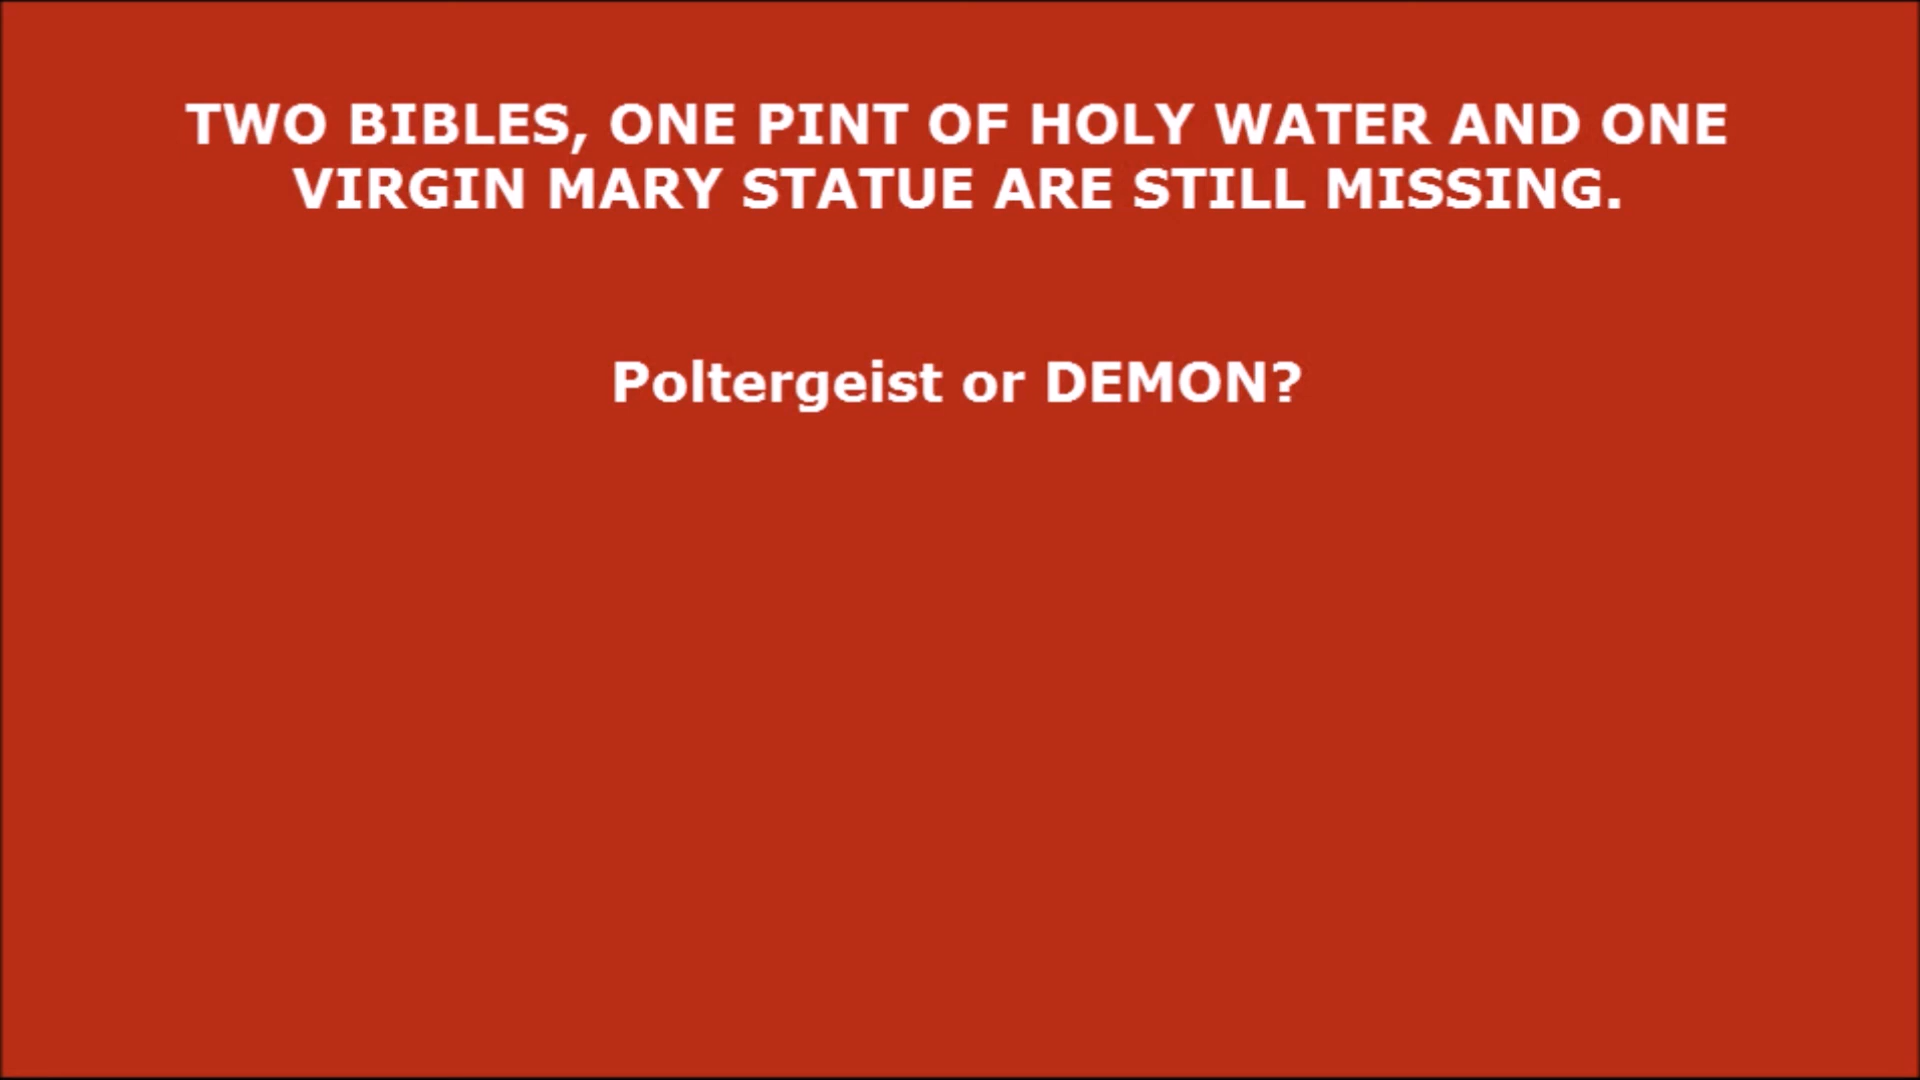 TWO BIBLES, ONE PINT OF HOLY WATER AND ONE
VIRGIN MARY STATUE ARE STILL MISSING.
Poltergeist or DEMON?